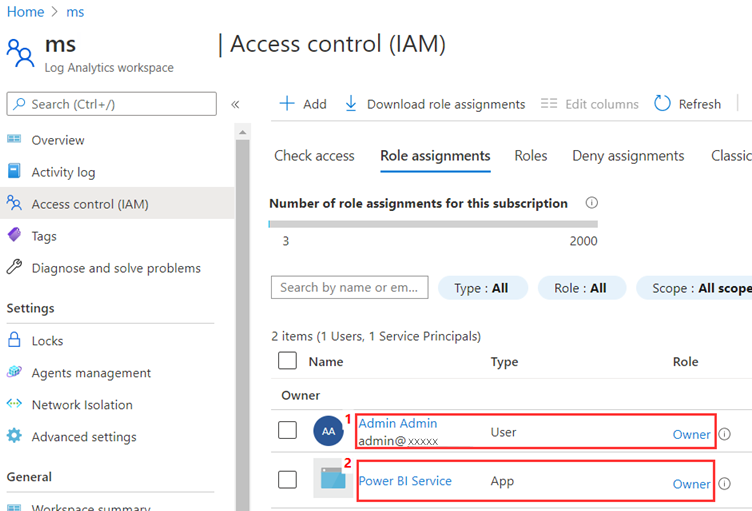 Home > ms
ms
Log Analytics workspace
| Access control (IAM)
Search (Ctrl+/)
«
Add
Download role assignments
Edit columns
Refresh
Overview
Activity log
Access control (IAM)
Tags
Diagnose and solve problems
Settings
Locks
Agents management
Network Isolation
Advanced settings
General
Workspace summary
Check access
Role assignments
Roles
Deny assignments
Classic
Number of role assignments for this subscription
3
2000
Search by name or em...
Type : All
Role : All
Scope : All scope
2 items (1 Users, 1 Service Principals)
Name
Type
Role
Owner
AA
1
Admin Admin
admin@xxxxx
User
Owner
2
Power BI Service
App
Owner